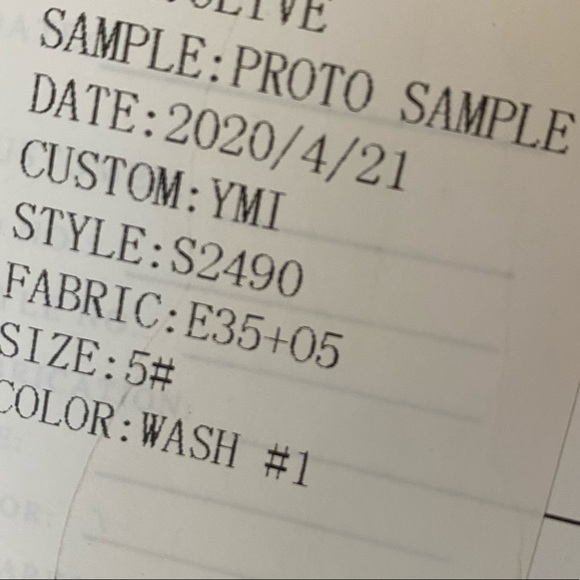 SAMPLE:PROTO SAMPLE
DATE:2020/4/21
CUSTOM:YMI
STYLE:S2490
FABRIC:E35+05
SIZE:5#
COLOR:WASH #1